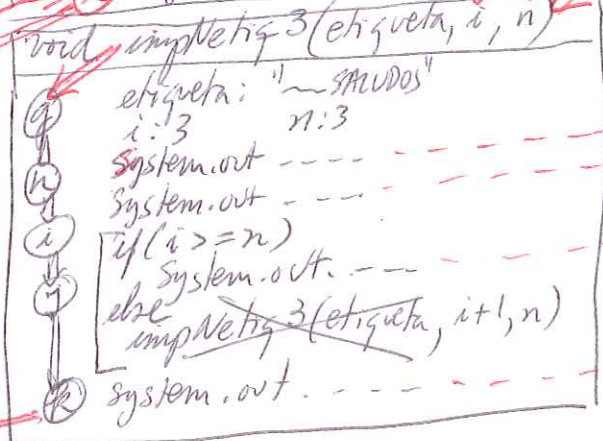 void impNetiq3(etiqueta, i, n)
etiqueta: "~SALUDOS"
g
i:3 n:3
System.out ----
h
System.out ----
i
if(i>=n)
System.out. ---
j
else
impNetiq3(etiqueta, i+1, n)
k
system.out. ----